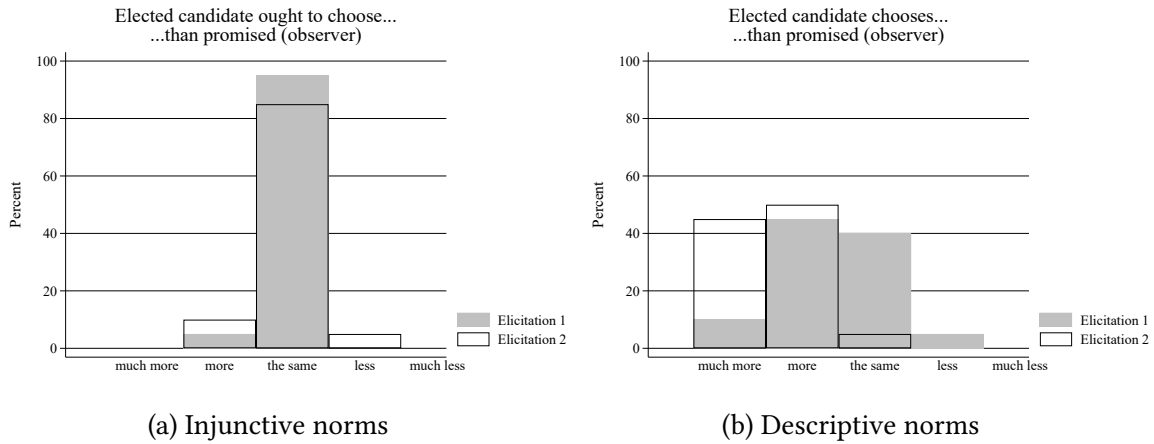 Elected candidate ought to choose...
...than promised (observer)
100
80
60
40
20
0
Percent
much more more the same less much less
Elicitation 1
Elicitation 2
(a) Injunctive norms
Elected candidate chooses...
...than promised (observer)
100
80
60
40
20
0
Percent
much more more the same less much less
Elicitation 1
Elicitation 2
(b) Descriptive norms